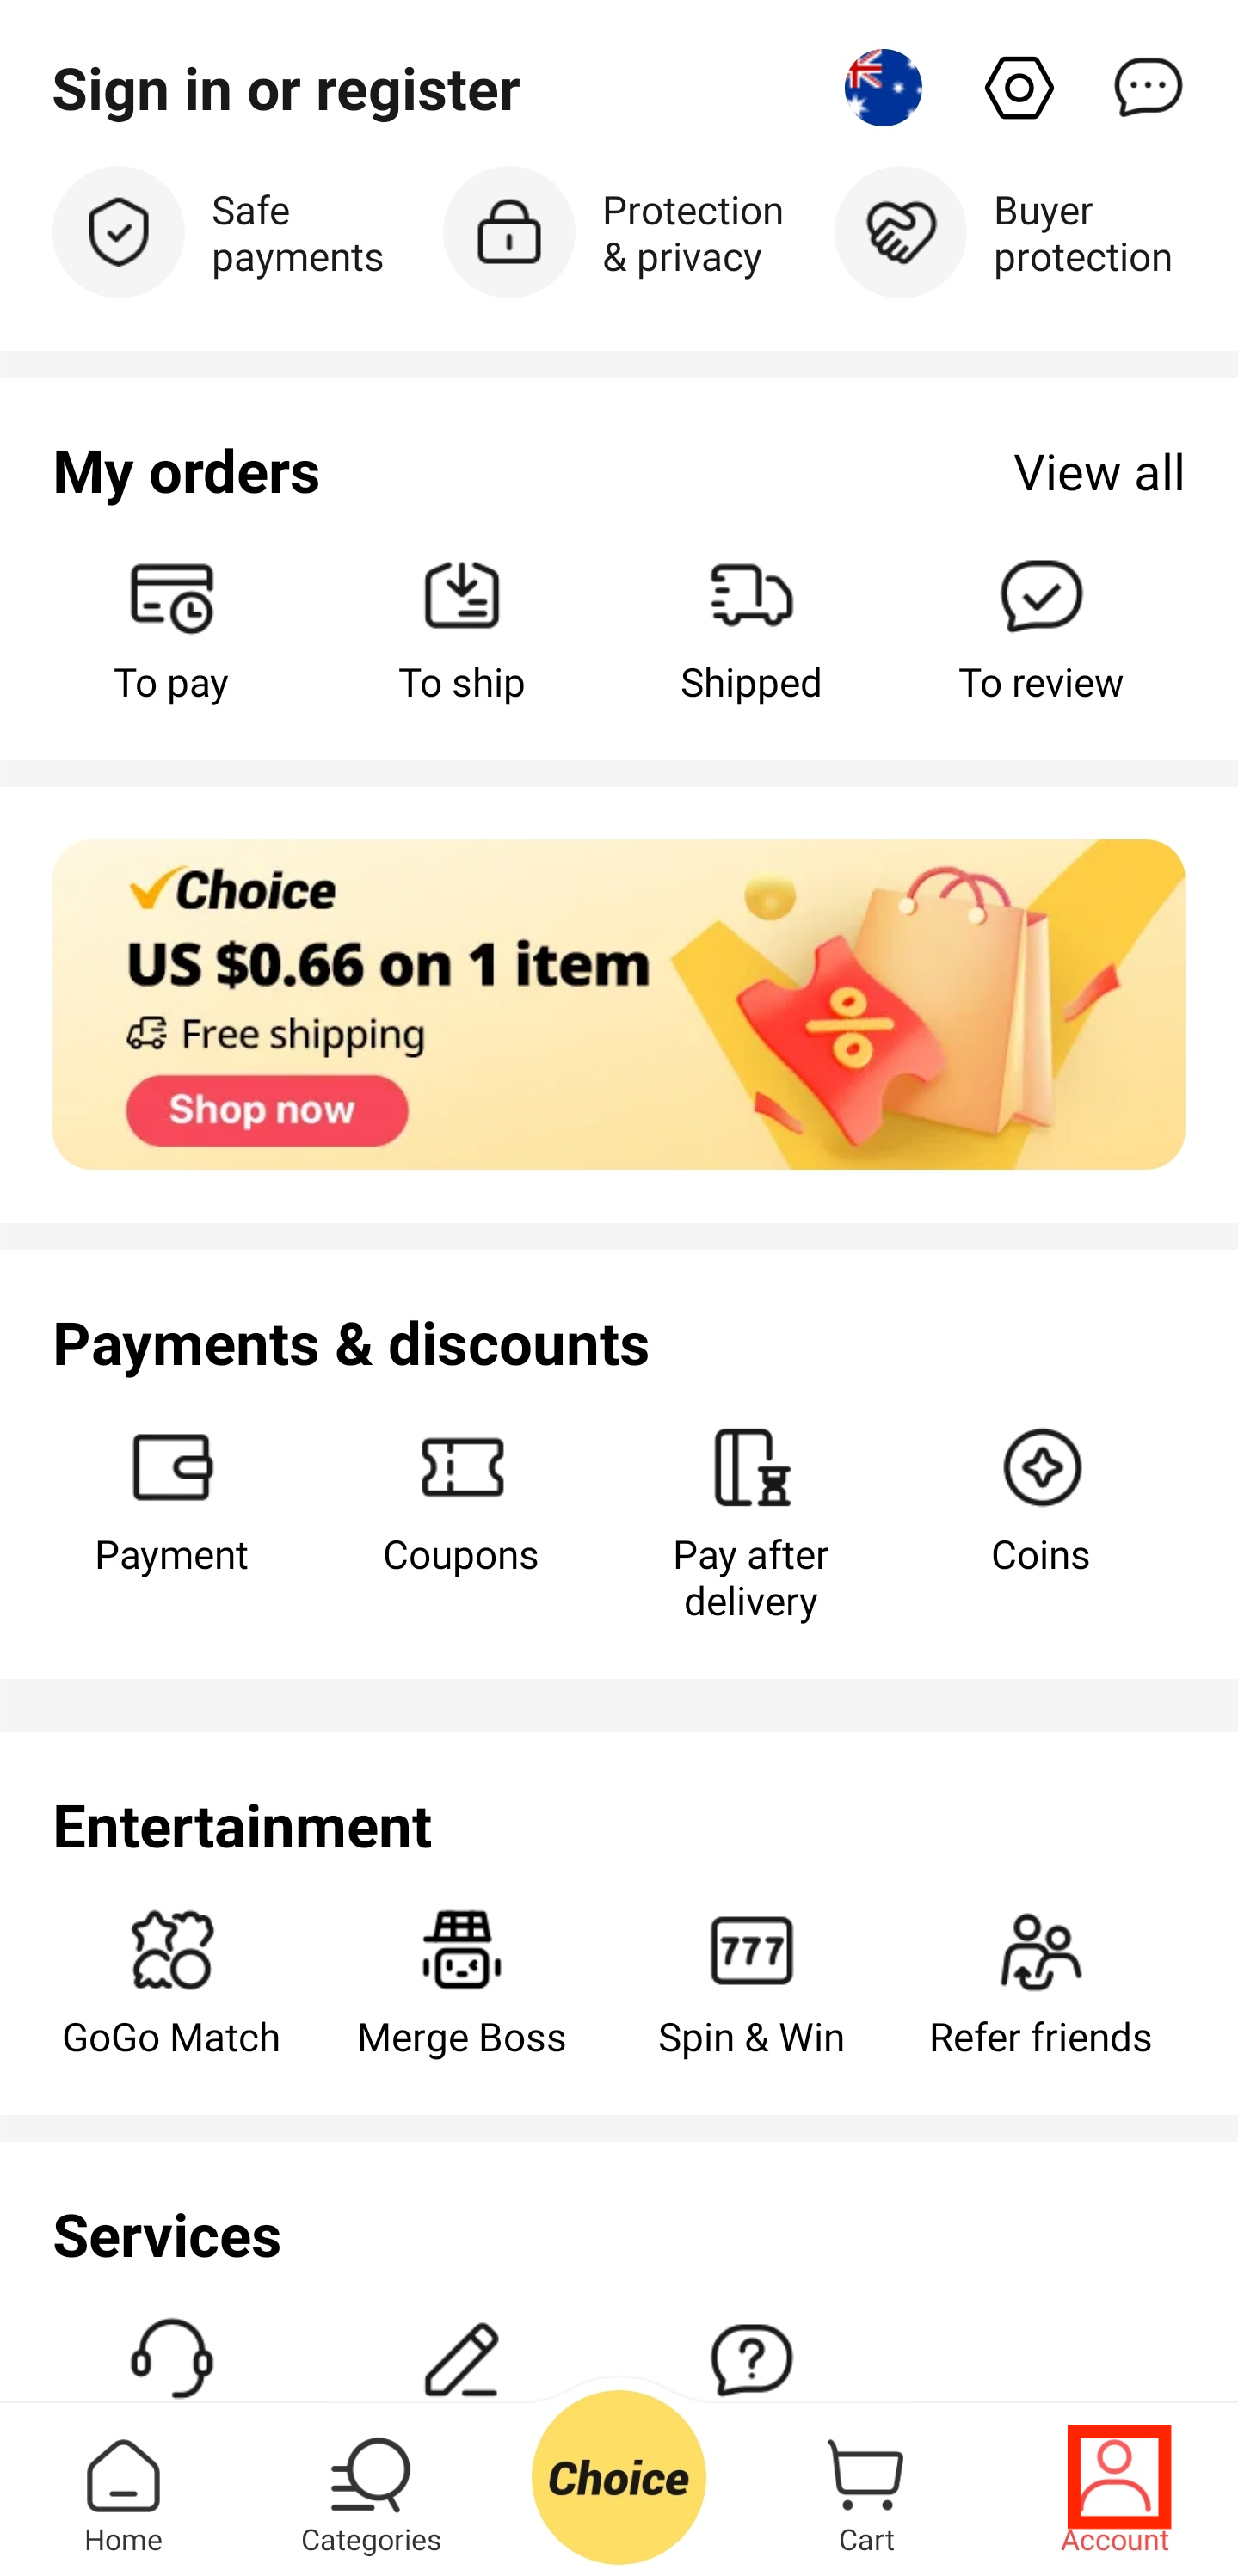 Sign in or register
Safe
payments
Protection
& privacy
Buyer
protection
My orders
View all
To pay
To ship
Shipped
To review
Choice
US $0.66 on 1 item
Free shipping
Shop now
Payments & discounts
Payment
Coupons
Pay after
delivery
Coins
Entertainment
777
GoGo Match
Merge Boss
Spin & Win
Refer friends
Services
Choice
Home
Categories
Cart
Account